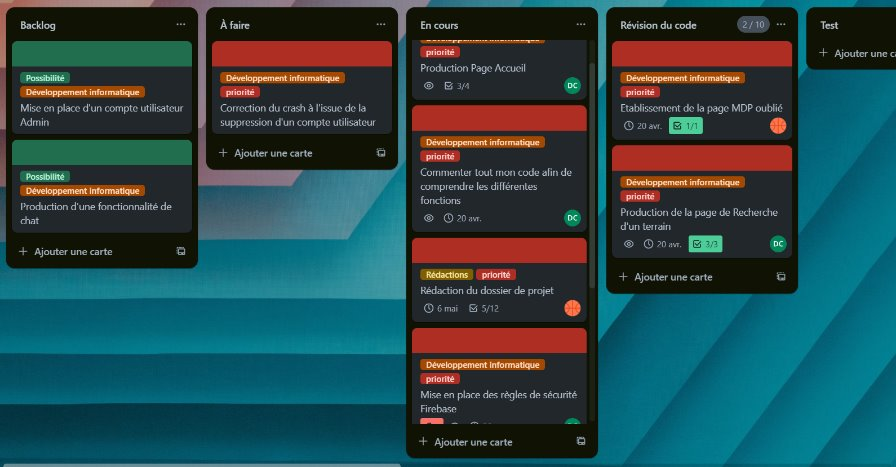 Backlog
Possibilité
Développement informatique
Mise en place d'un compte utilisateur
Admin
Possibilité
Développement informatique
Production d'une fonctionnalité de
chat
Ajouter une carte
À faire
Développement informatique
priorité
Correction du crash à l'issue de la
suppression d'un compte utilisateur
Ajouter une carte
En cours
Développement informatique
priorité
Production Page Accueil
3/4
DC
Développement informatique
priorité
Commenter tout mon code afin de
comprendre les différentes
fonctions
20 avr.
DC
Rédactions priorité
Rédaction du dossier de projet
6 mai 5/12
Développement informatique
priorité
Mise en place des règles de sécurité
Firebase
Ajouter une carte
Révision du code 2 / 10
Développement informatique
priorité
Etablissement de la page MDP oublié
20 avr. 1/1
Développement informatique
priorité
Production de la page de Recherche
d'un terrain
20 avr. 3/3
DC
Ajouter une carte
Test
Ajouter une